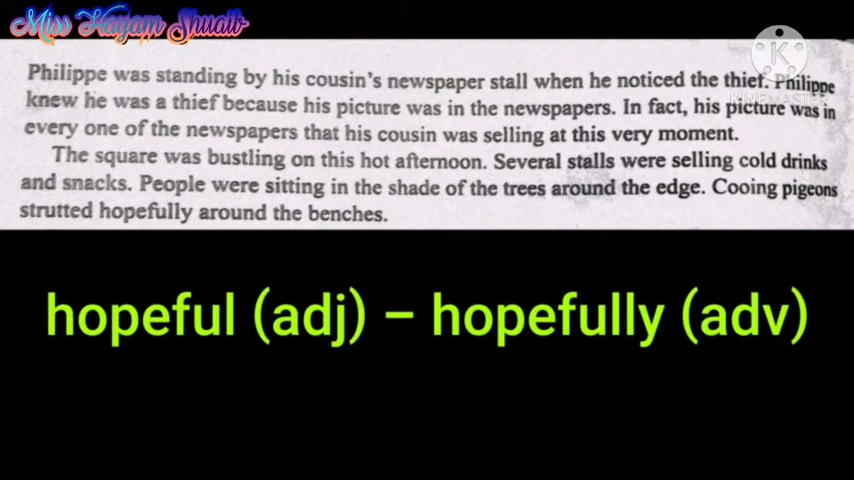 Miss Hayam Shuaib
Philippe was standing by his cousin's newspaper stall when he noticed the thief. Philippe
knew he was a thief because his picture was in the newspapers. In fact, his picture was in
every one of the newspapers that his cousin was selling at this very moment.
The square was bustling on this hot afternoon. Several stalls were selling cold drinks
and snacks. People were sitting in the shade of the trees around the edge. Cooing pigeons
strutted hopefully around the benches.
hopeful (adj) – hopefully (adv)
K
KINEMASTER